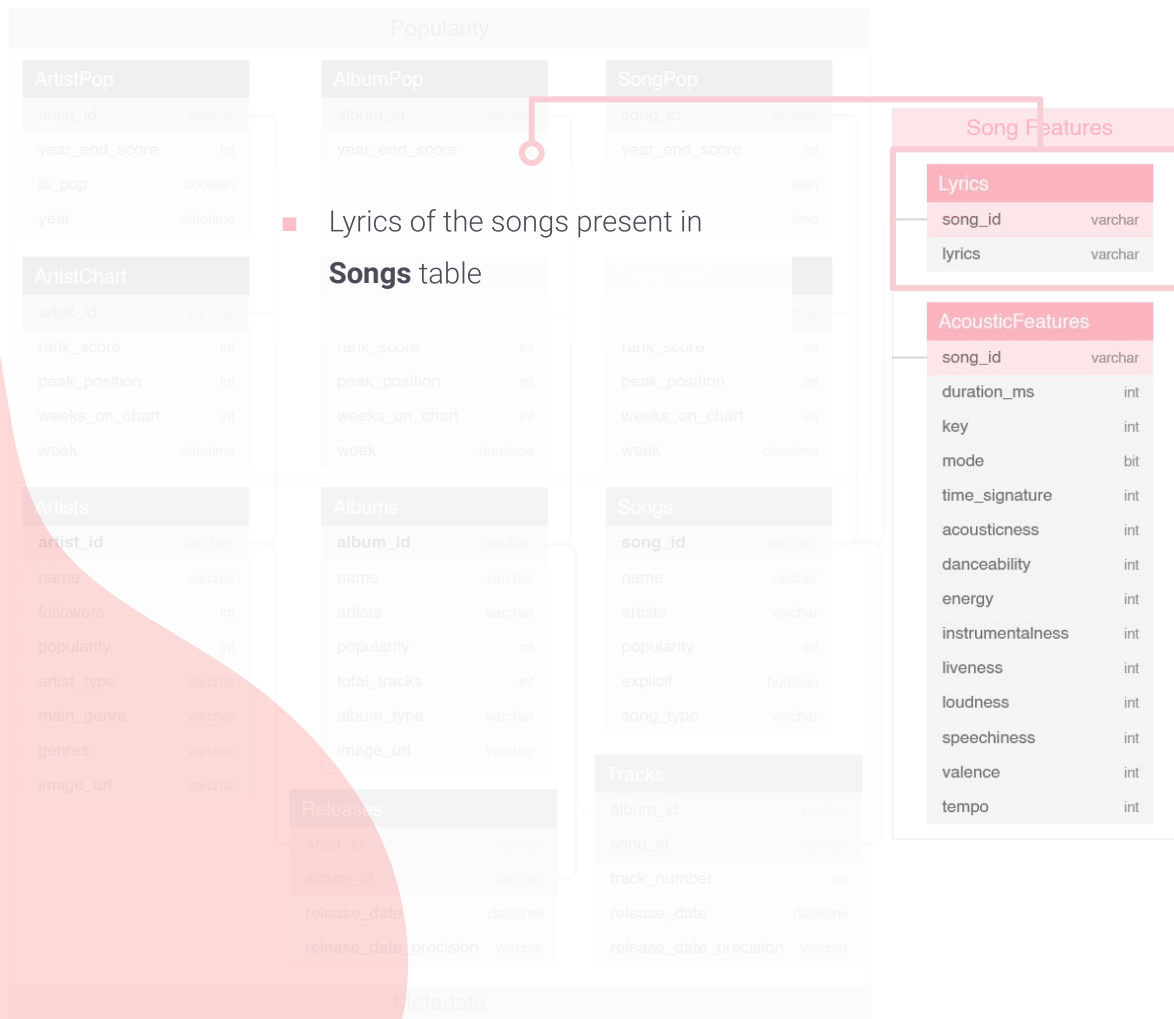 Popularity
ArtistPop
artist_id varchar
year_end_score int
is_pop boolean
year datetime
AlbumPop
album_id varchar
year_end_score
SongPop
song_id varchar
year_end_score int
lean
time
Lyrics of the songs present in
Songs table
ArtistChart
artist_id varchar
rank_score int
peak_position int
weeks_on_chart int
week datetime
rank_score int
peak_position int
weeks_on_chart int
week datetime
SongChart
char
rank_score int
peak_position int
weeks_on_chart int
week datetime
Artists
artist_id varchar
name varchar
followers int
popularity int
artist_type varchar
main_genre varchar
genres varchar
image_url varchar
Albums
album_id varchar
name varchar
artists varchar
popularity int
total_tracks int
album_type varchar
image_url varchar
Songs
song_id varchar
name varchar
artists varchar
popularity int
explicit boolean
song_type varchar
Releases
artist_id varchar
album_id varchar
release_date datetime
release_date_precision varchar
Tracks
album_id varchar
song_id varchar
track_number int
release_date datetime
release_date_precision varchar
Metadata
Song Features
Lyrics
song_id varchar
lyrics varchar
AcousticFeatures
song_id varchar
duration_ms int
key int
mode bit
time_signature int
acousticness int
danceability int
energy int
instrumentalness int
liveness int
loudness int
speechiness int
valence int
tempo int